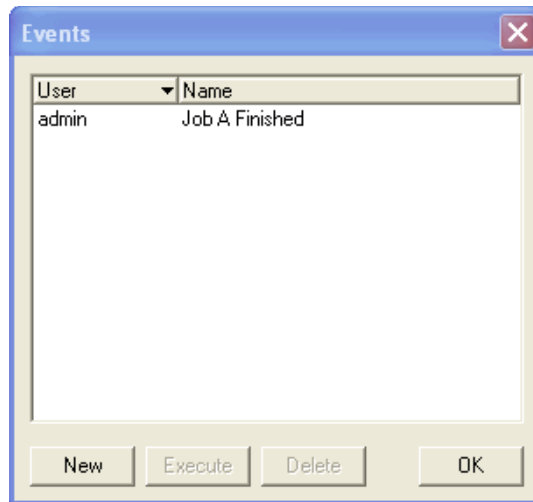 Events
User Name
admin Job A Finished
New Execute Delete OK